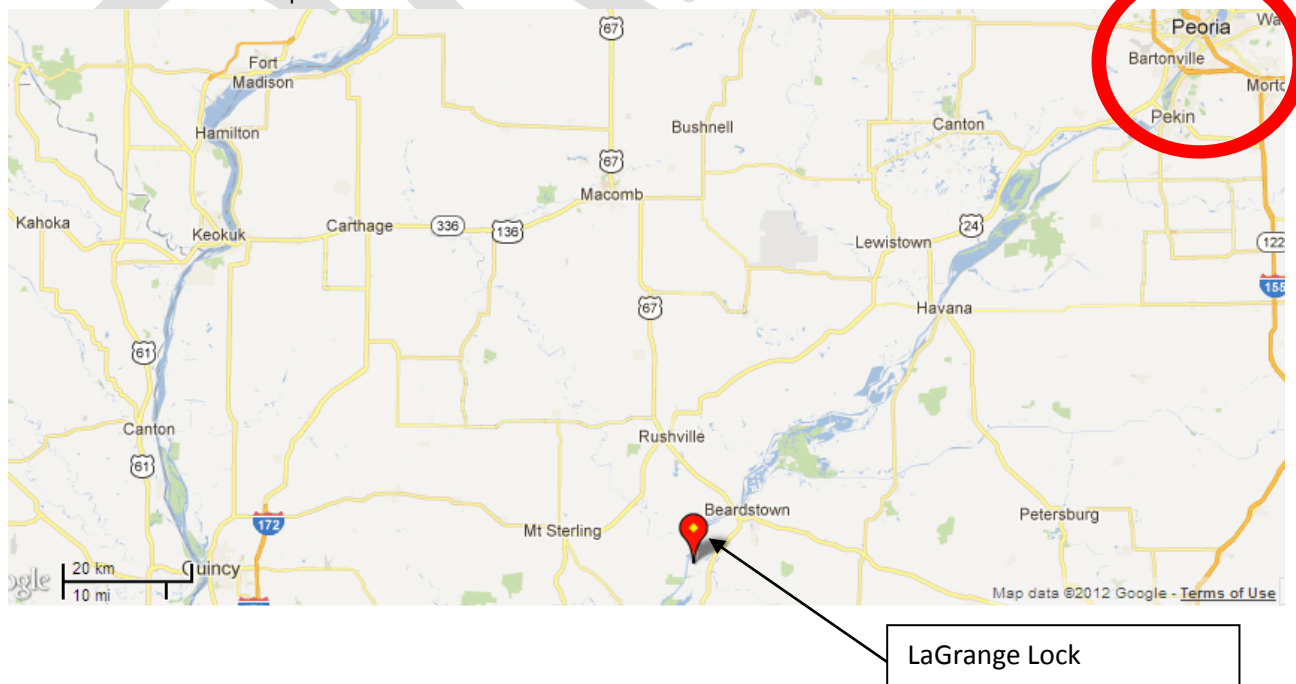 67
Peoria
Fort
Madison
Bartonville
Pekin
Hamilton
Bushnell
Canton
67
Macomb
Kahoka
Keokuk
Carthage
336
136
24
Lewistown
122
155
67
Havana
61
Canton
Rushville
61
Beardstown
172
Mt Sterling
Petersburg
20 km
Quincy
10 mi
Map data ©2012 Google - Terms of Use
LaGrange Lock